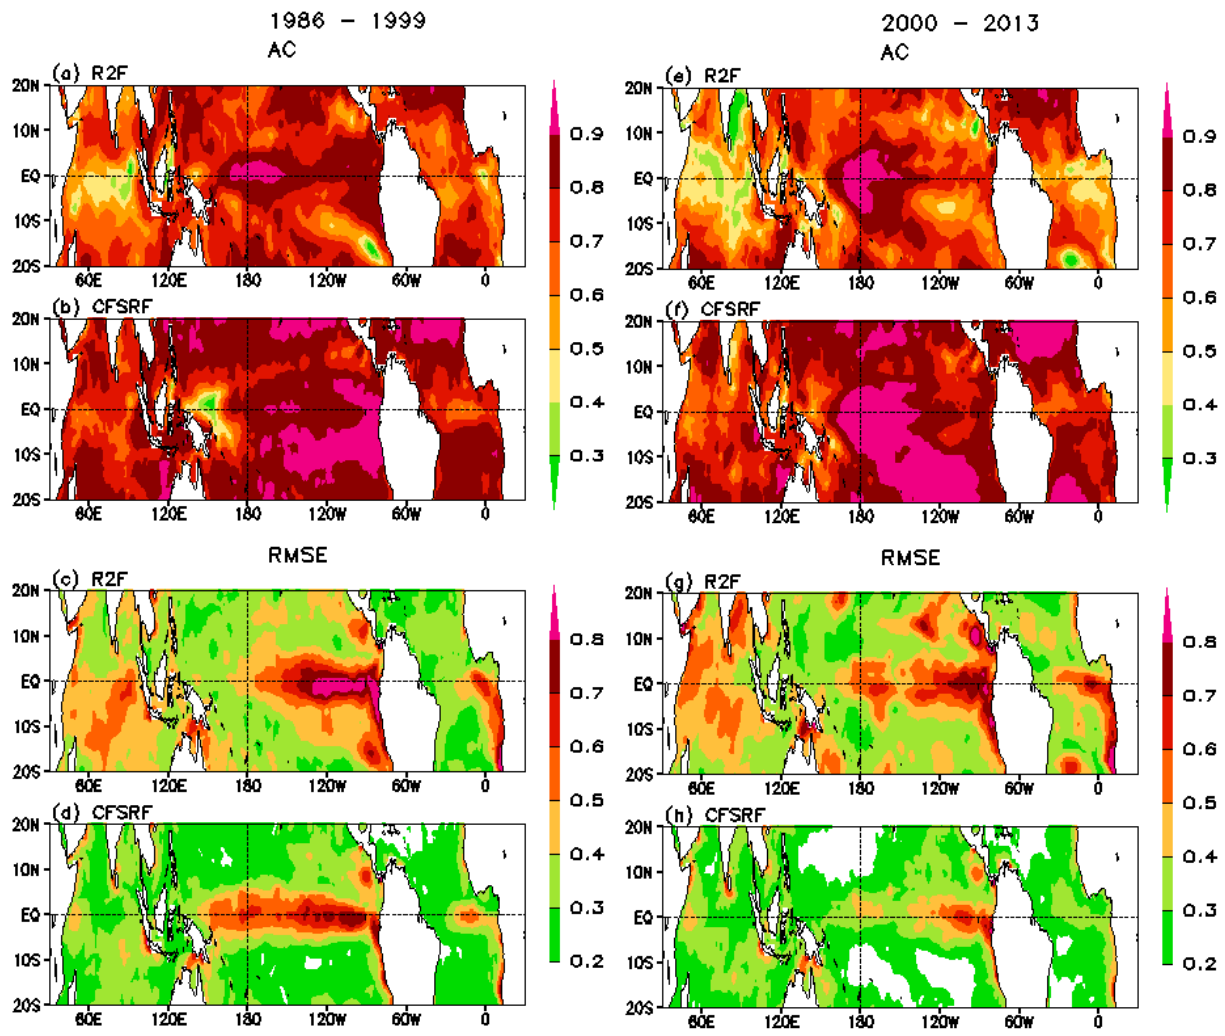 1986 – 1999
AC
(a) R2F
20N
10N
EQ
10S
20S
60E 120E 180 120W 60W 0
0.9
0.8
0.7
0.6
0.5
0.4
0.3
(b) CFSRF
20N
10N
EQ
10S
20S
60E 120E 180 120W 60W 0
RMSE
(c) R2F
20N
10N
EQ
10S
20S
60E 120E 180 120W 60W 0
0.8
0.7
0.6
0.5
0.4
0.3
0.2
(d) CFSRF
20N
10N
EQ
10S
20S
60E 120E 180 120W 60W 0
2000 – 2013
AC
(e) R2F
20N
10N
EQ
10S
20S
60E 120E 180 120W 60W 0
0.9
0.8
0.7
0.6
0.5
0.4
0.3
(f) CFSRF
20N
10N
EQ
10S
20S
60E 120E 180 120W 60W 0
RMSE
(g) R2F
20N
10N
EQ
10S
20S
60E 120E 180 120W 60W 0
0.8
0.7
0.6
0.5
0.4
0.3
0.2
(h) CFSRF
20N
10N
EQ
10S
20S
60E 120E 180 120W 60W 0